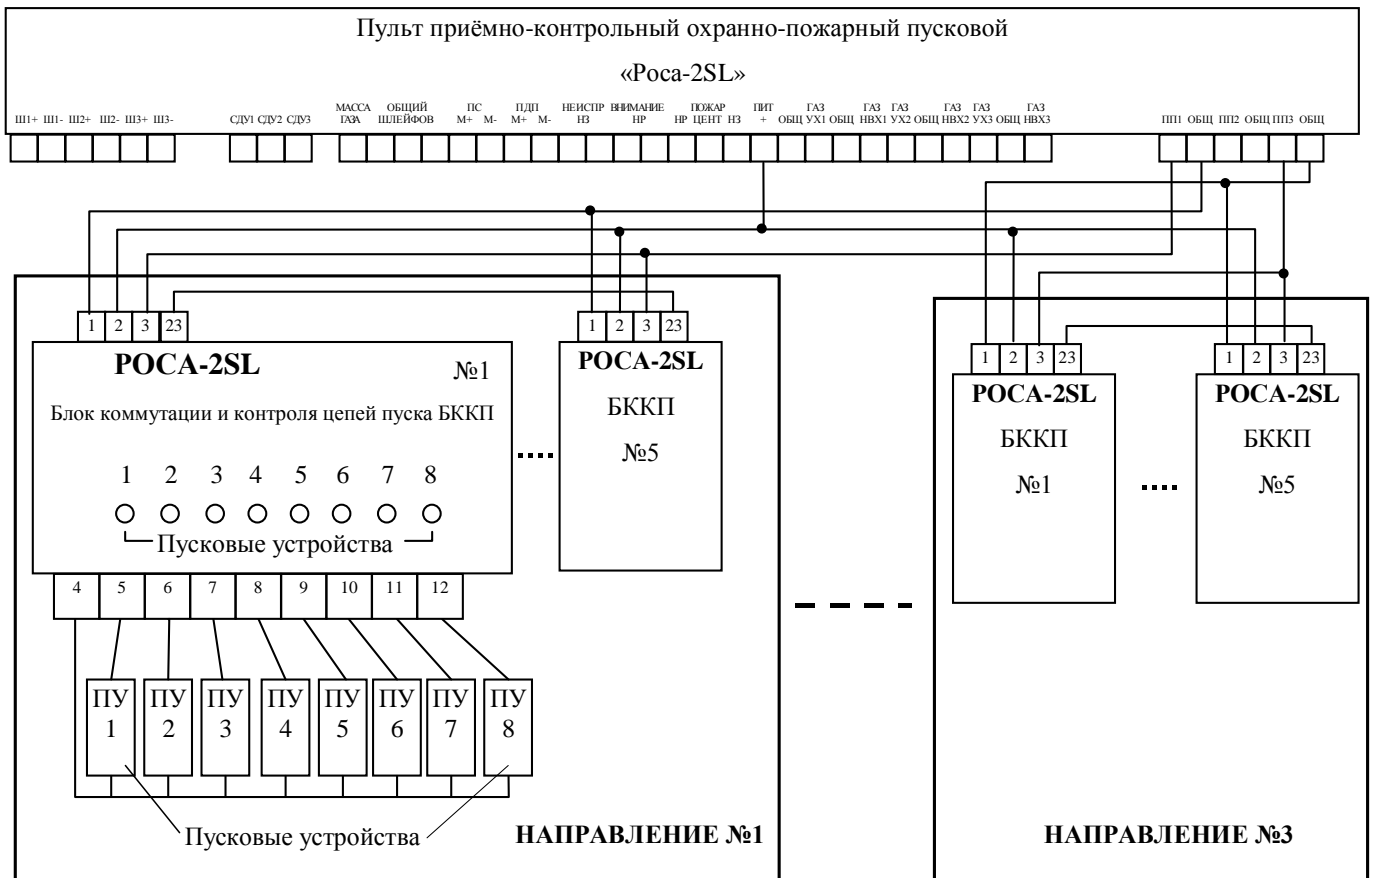 Пульт приёмно-контрольный охранно-пожарный пусковой
«Роса-2SL»
МАССА ОБЩИЙ ПС ПДП НЕИСПР ВНИМАНИЕ ПОЖАР ПИТ ГАЗ ГАЗ ГАЗ ГАЗ ГАЗ ГАЗ
Ш1+ Ш1- Ш2+ Ш2- Ш3+ Ш3- СДУ1 СДУ2 СДУ3 ГАЗА ШЛЕЙФОВ М+ М- М+ М- НЗ НР НР ЦЕНТ НЗ + ОБЩ УХ1 ОБЩ НВХ1 УХ2 ОБЩ НВХ2 УХ3 ОБЩ НВХ3 ПП1 ОБЩ ПП2 ОБЩ ПП3 ОБЩ
1 2 3 23
1 2 3 23
РОСА-2SL
№1
Блок коммутации и контроля цепей пуска БККП
1 2 3 4 5 6 7 8
Пусковые устройства
4 5 6 7 8 9 10 11 12
РОСА-2SL
БККП
№5
ПУ 1
ПУ 2
ПУ 3
ПУ 4
ПУ 5
ПУ 6
ПУ 7
ПУ 8
Пусковые устройства
НАПРАВЛЕНИЕ №1
1 2 3 23
1 2 3 23
РОСА-2SL
БККП
№1
РОСА-2SL
БККП
№5
НАПРАВЛЕНИЕ №3